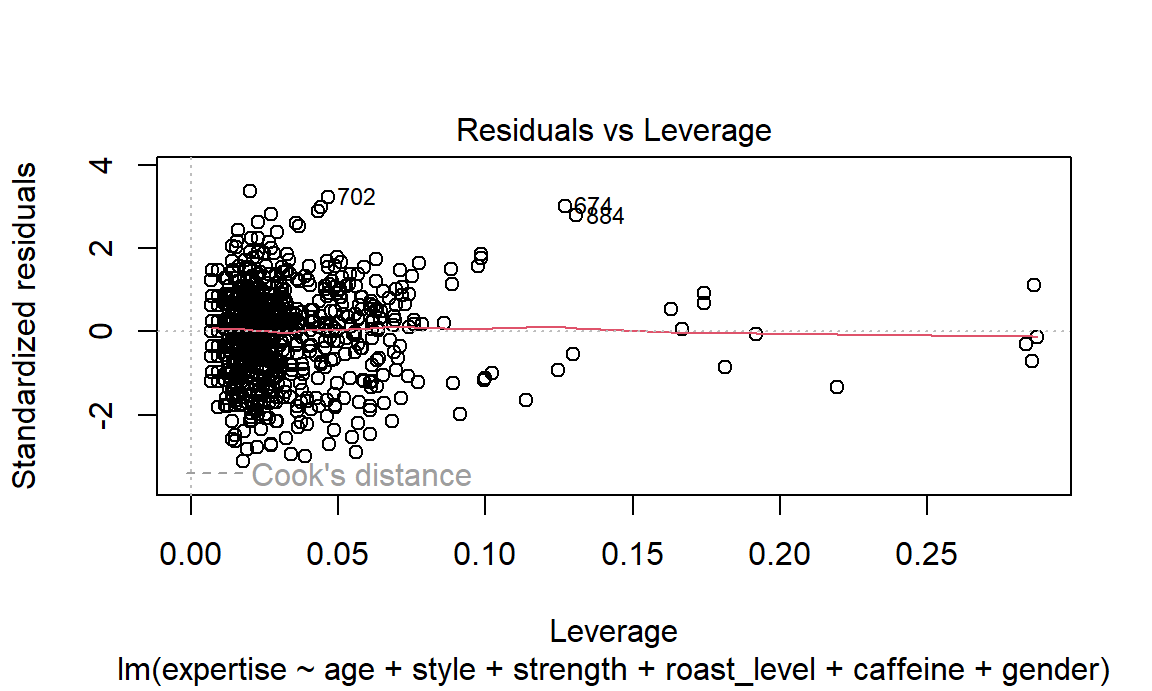 Residuals vs Leverage
Standardized residuals
4
2
0
-2
702
674
884
Cook's distance
0.00 0.05 0.10 0.15 0.20 0.25
Leverage
lm(expertise ~ age + style + strength + roast_level + caffeine + gender)